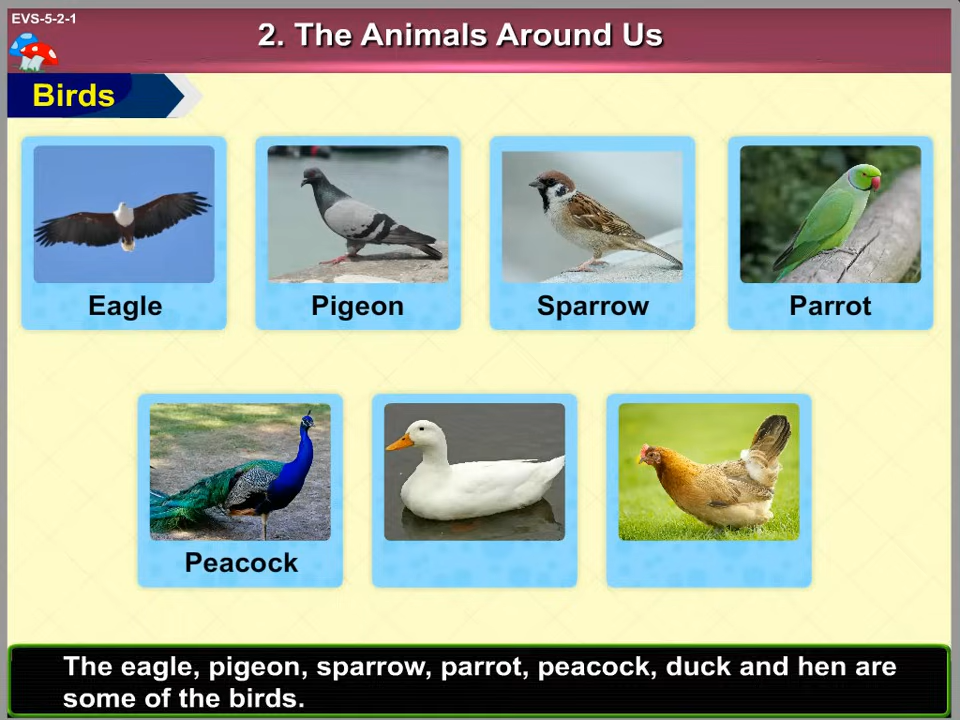 EVS-5-2-1
2. The Animals Around Us
Birds
Eagle
Pigeon
Sparrow
Parrot
Peacock
The eagle, pigeon, sparrow, parrot, peacock, duck and hen are
some of the birds.